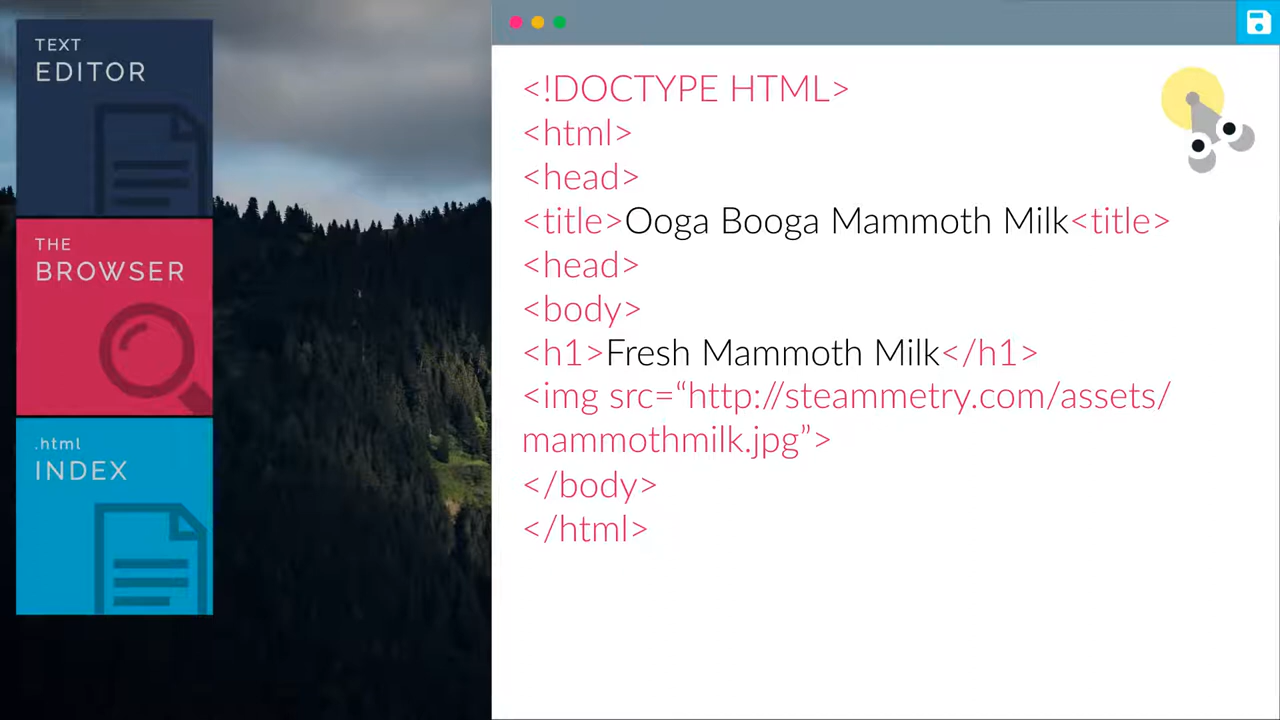 TEXT
EDITOR
THE
BROWSER
.html
INDEX
<!DOCTYPE HTML>
<html>
<head>
<title>Ooga Booga Mammoth Milk<title>
<head>
<body>
<h1>Fresh Mammoth Milk</h1>
<img src=“http://steammetry.com/assets/
mammothmilk.jpg”>
</body>
</html>